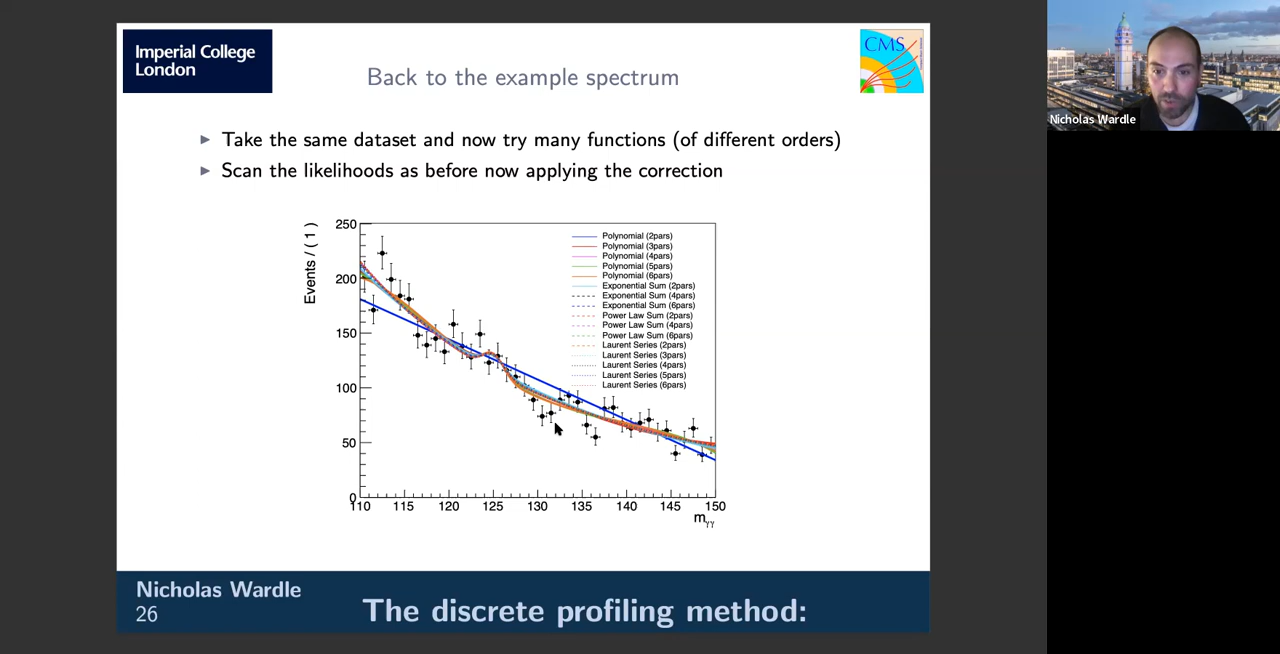 Imperial College
London
Back to the example spectrum
CMS
Nicholas Wardle
▶ Take the same dataset and now try many functions (of different orders)
▶ Scan the likelihoods as before now applying the correction
Events / ( 1 )
250
200
150
100
50
0
Polynomial (2pars)
Polynomial (3pars)
Polynomial (4pars)
Polynomial (5pars)
Polynomial (6pars)
Exponential Sum (2pars)
Exponential Sum (4pars)
Exponential Sum (6pars)
Power Law Sum (2pars)
Power Law Sum (4pars)
Power Law Sum (6pars)
Laurent Series (2pars)
Laurent Series (3pars)
Laurent Series (4pars)
Laurent Series (5pars)
Laurent Series (6pars)
110 115 120 125 130 135 140 145 150
mγγ
Nicholas Wardle
26
The discrete profiling method: